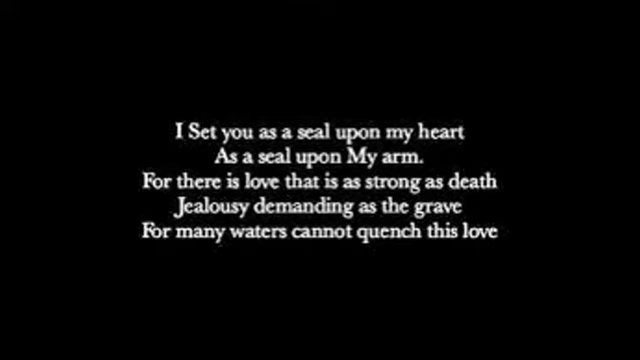 I Set you as a seal upon my heart
As a seal upon My arm.
For there is love that is as strong as death
Jealousy demanding as the grave
For many waters cannot quench this love